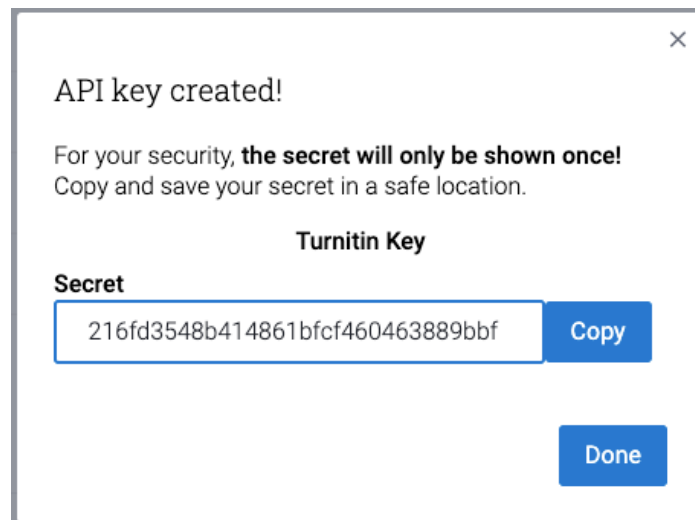 API key created!
For your security, the secret will only be shown once!
Copy and save your secret in a safe location.
Turnitin Key
Secret
216fd3548b414861bfcf460463889bbf
Copy
Done